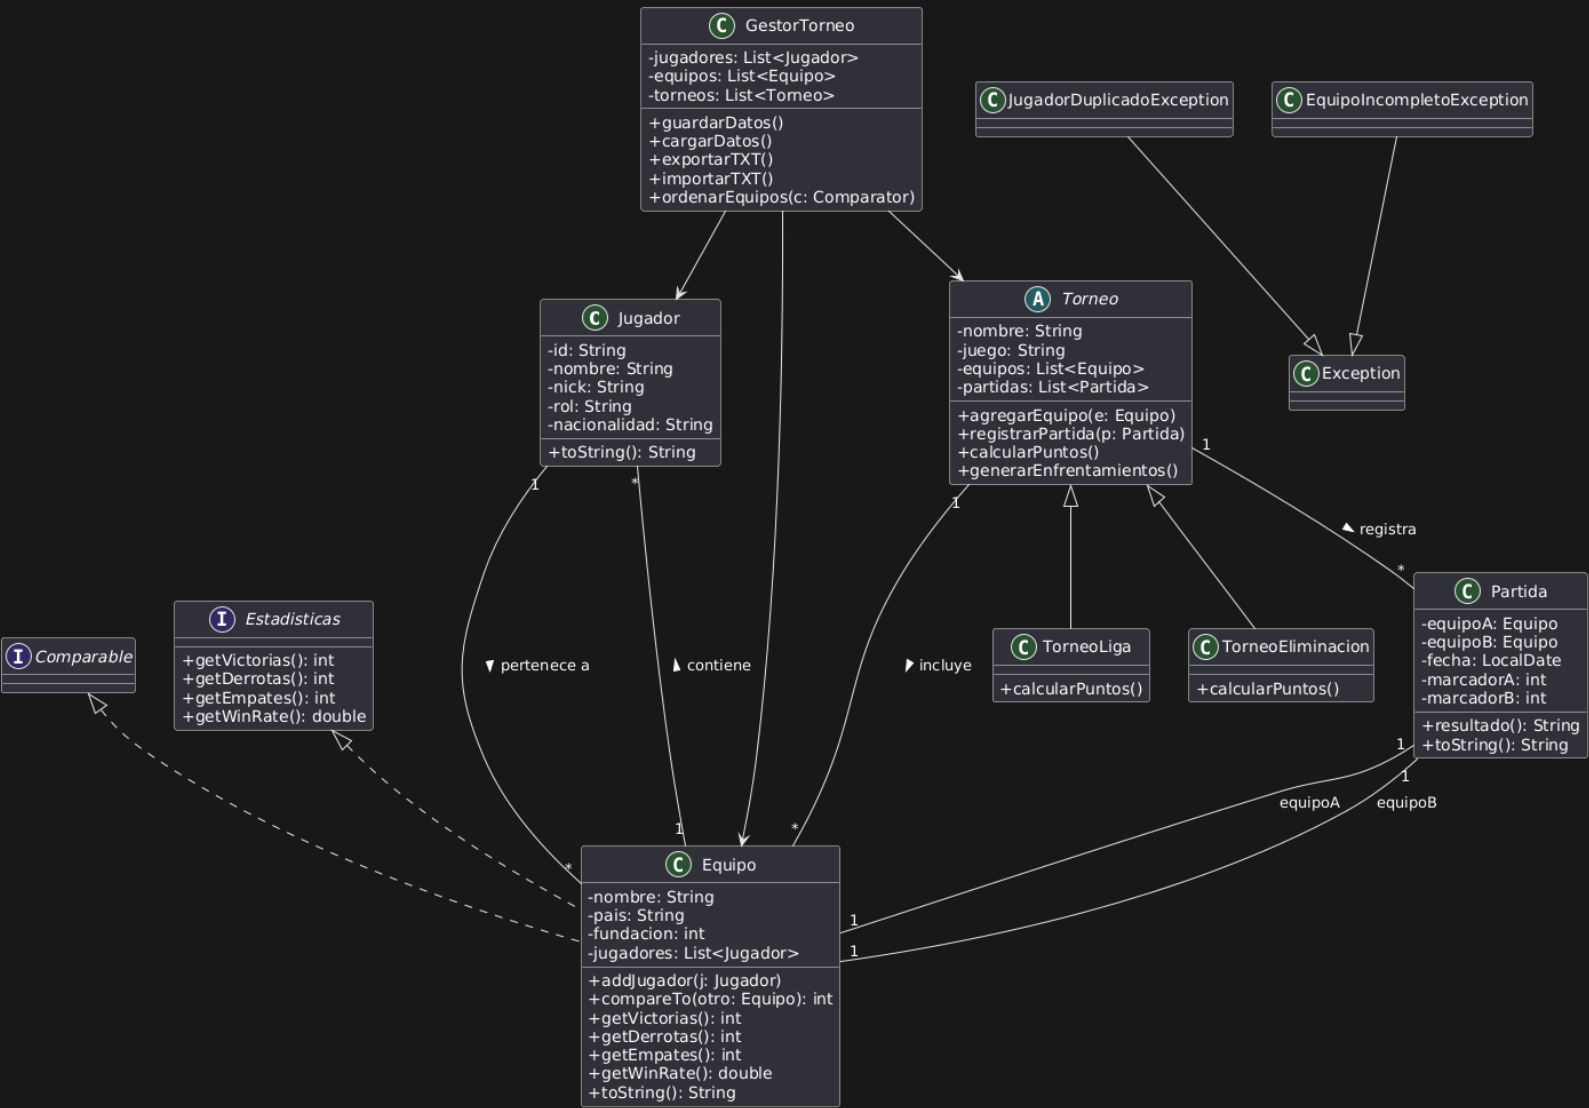 C GestorTorneo
-jugadores: List<Jugador>
-equipos: List<Equipo>
-torneos: List<Torneo>
+guardarDatos()
+cargarDatos()
+exportarTXT()
+importarTXT()
+ordenarEquipos(c: Comparator)
C JugadorDuplicadoException
C EquipoIncompletoException
C Jugador
-id: String
-nombre: String
-nick: String
-rol: String
-nacionalidad: String
+toString(): String
A Torneo
-nombre: String
-juego: String
-equipos: List<Equipo>
-partidas: List<Partida>
+agregarEquipo(e: Equipo)
+registrarPartida(p: Partida)
+calcularPuntos()
+generarEnfrentamientos()
C Exception
1
*
1
1
registra
*
I Comparable
I Estadisticas
+getVictorias(): int
+getDerrotas(): int
+getEmpates(): int
+getWinRate(): double
pertenece a
contiene
incluye
C TorneoLiga
+calcularPuntos()
C TorneoEliminacion
+calcularPuntos()
C Partida
-equipoA: Equipo
-equipoB: Equipo
-fecha: LocalDate
-marcadorA: int
-marcadorB: int
+resultado(): String
+toString(): String
1
1
equipoA
equipoB
*
1
*
1
1
C Equipo
-nombre: String
-pais: String
-fundacion: int
-jugadores: List<Jugador>
+addJugador(j: Jugador)
+compareTo(otro: Equipo): int
+getVictorias(): int
+getDerrotas(): int
+getEmpates(): int
+getWinRate(): double
+toString(): String